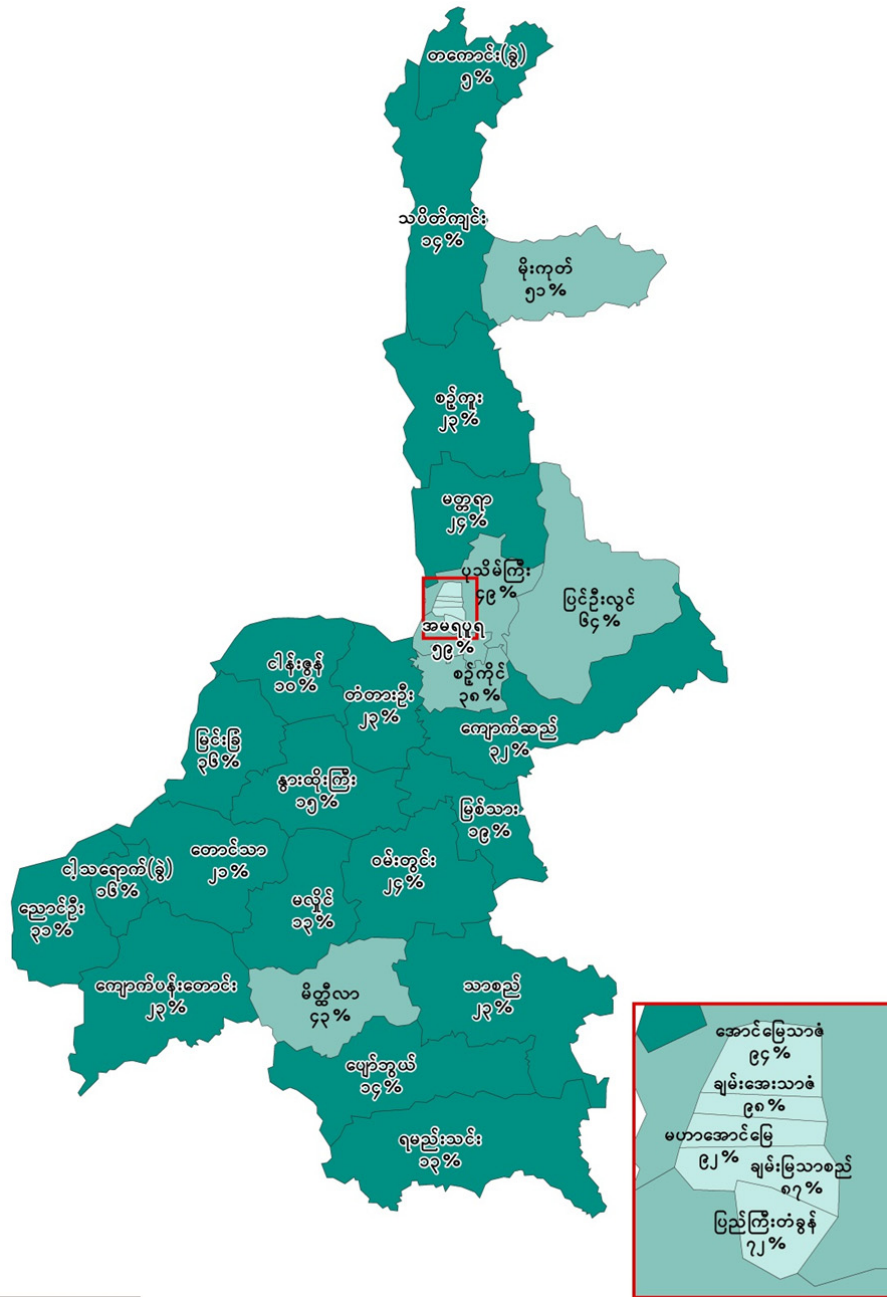 တကောင်း(ခွဲ)
၅%
သပိတ်ကျင်း
၁၄%
မိုးကုတ်
၅၁%
စဉ့်ကူး
၂၃%
မတ္တရာ
၂၄%
ပုသိမ်ကြီး
၄၉%
ပြင်ဦးလွင်
၆၄%
အမရပူရ
၅၉%
စဉ့်ကိုင်
၃၈%
ငါန်းဇွန်
၁၀%
တံတားဦး
၂၃%
ကျောက်ဆည်
၃၂%
မြင်းခြံ
၃၆%
နွားထိုးကြီး
၁၅%
မြစ်သား
၁၉%
တောင်သာ
၂၁%
ဝမ်းတွင်း
၂၄%
ငါ့သရောက်(ခွဲ)
၁၆%
မလှိုင်
၁၃%
ညောင်ဦး
၃၁%
ကျောက်ပန်းတောင်း
၂၃%
မိတ္ထီလာ
၄၃%
သာစည်
၂၃%
ပျော်ဘွယ်
၁၄%
ရမည်းသင်း
၁၃%
အောင်မြေသာဇံ
၉၄%
ချမ်းအေးသာဇံ
၉၈%
မဟာအောင်မြေ
၉၂%
ချမ်းမြသာစည်
၈၇%
ပြည်ကြီးတံခွန်
၇၂%